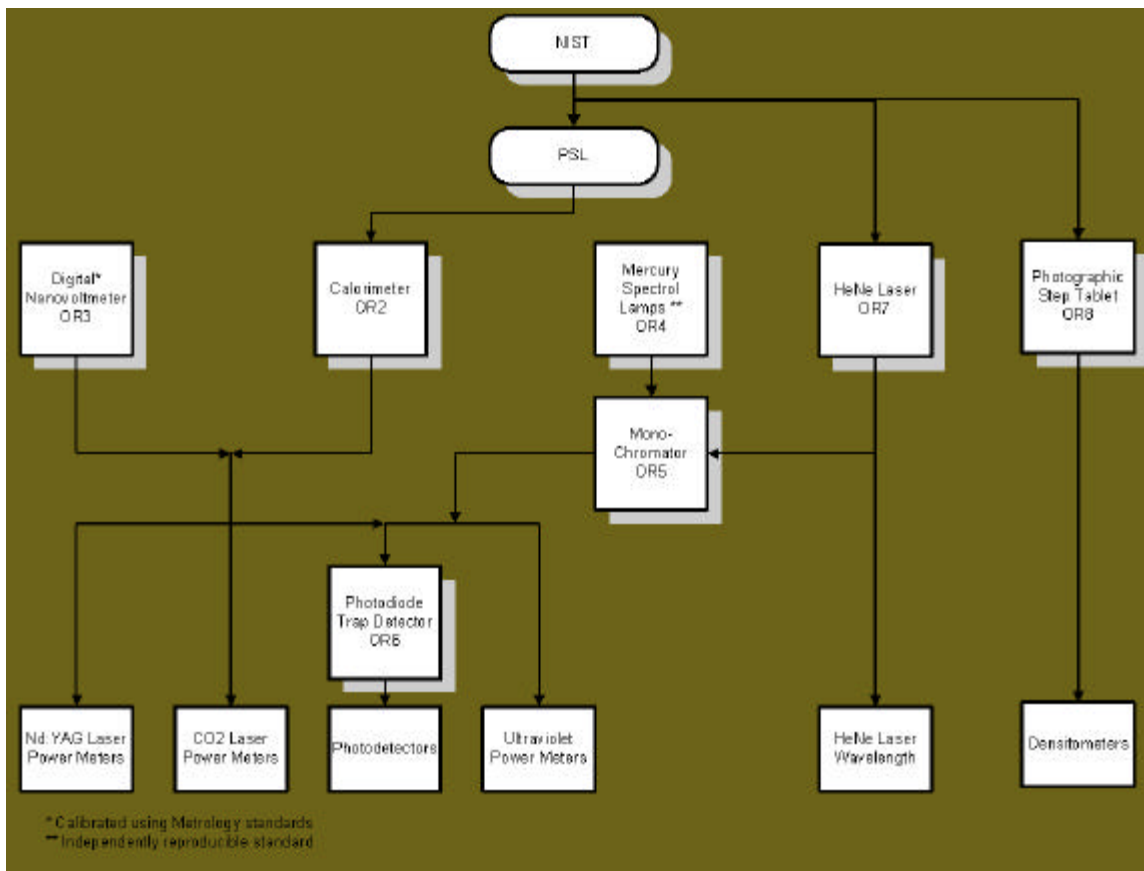 NIST
PSL
Digital*
Nanovoltmeter
OR3
Calorimeter
OR2
Mercury
Spectrol
Lamps **
OR4
HeNe Laser
OR7
Photographic
Step Tablet
OR8
Mono-
Chromator
OR5
Photodiode
Trap Detector
OR6
Nd:YAG Laser
Power Meters
CO2 Laser
Power Meters
Photodetectors
Ultraviolet
Power Meters
HeNe Laser
Wavelength
Densitometers
* Calibrated using Metrology standards
** Independently reproducible standard